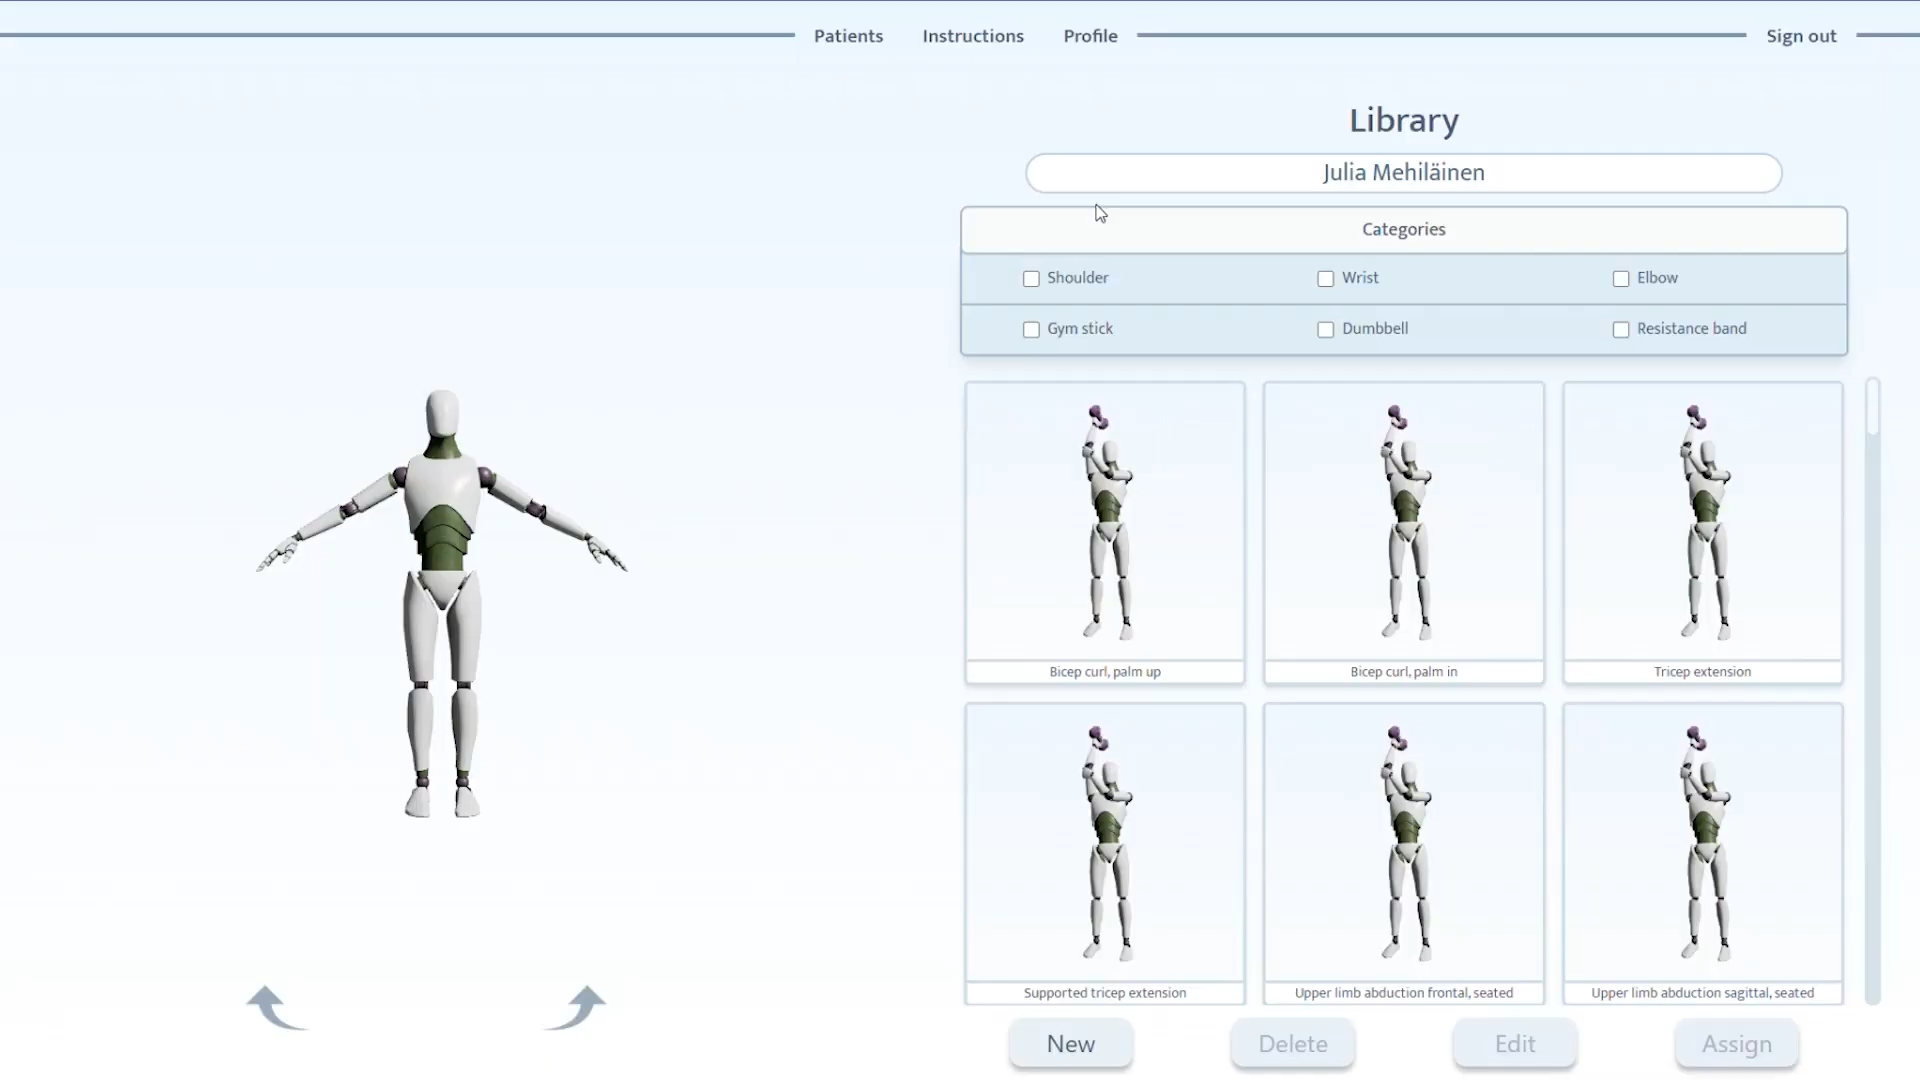 Patients Instructions Profile Sign out
Library
Julia Mehiläinen
Categories
Shoulder Wrist Elbow
Gym stick Dumbbell Resistance band
Bicep curl, palm up Bicep curl, palm in Tricep extension
Supported tricep extension Upper limb abduction frontal, seated Upper limb abduction sagittal, seated
New Delete Edit Assign